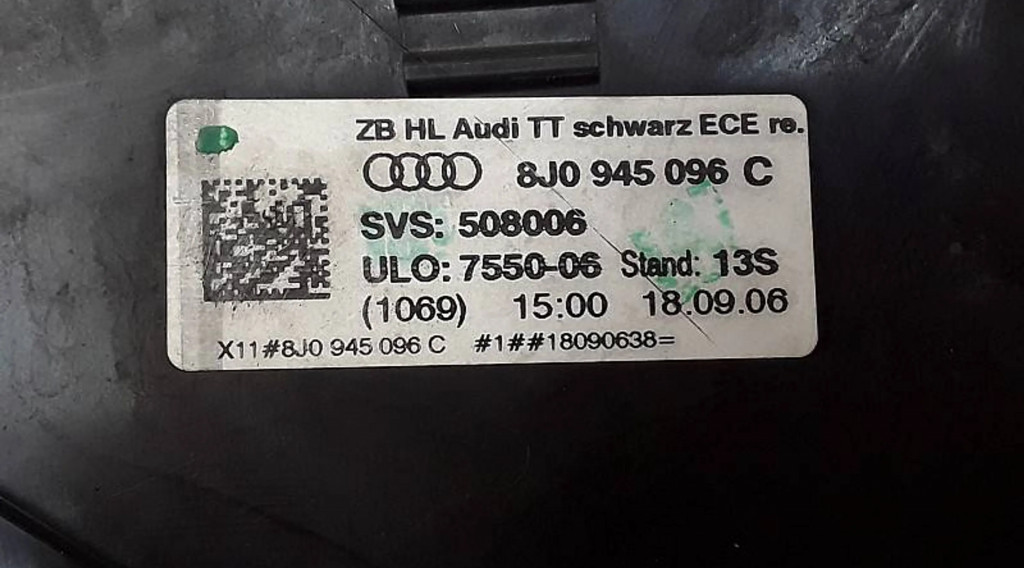 ZB HL Audi TT schwarz ECE re.
8J0 945 096 C
SVS: 508006
ULO: 7550-06 Stand: 13S
(1069) 15:00 18.09.06
X11#8J0 945 096 C #1##18090638=